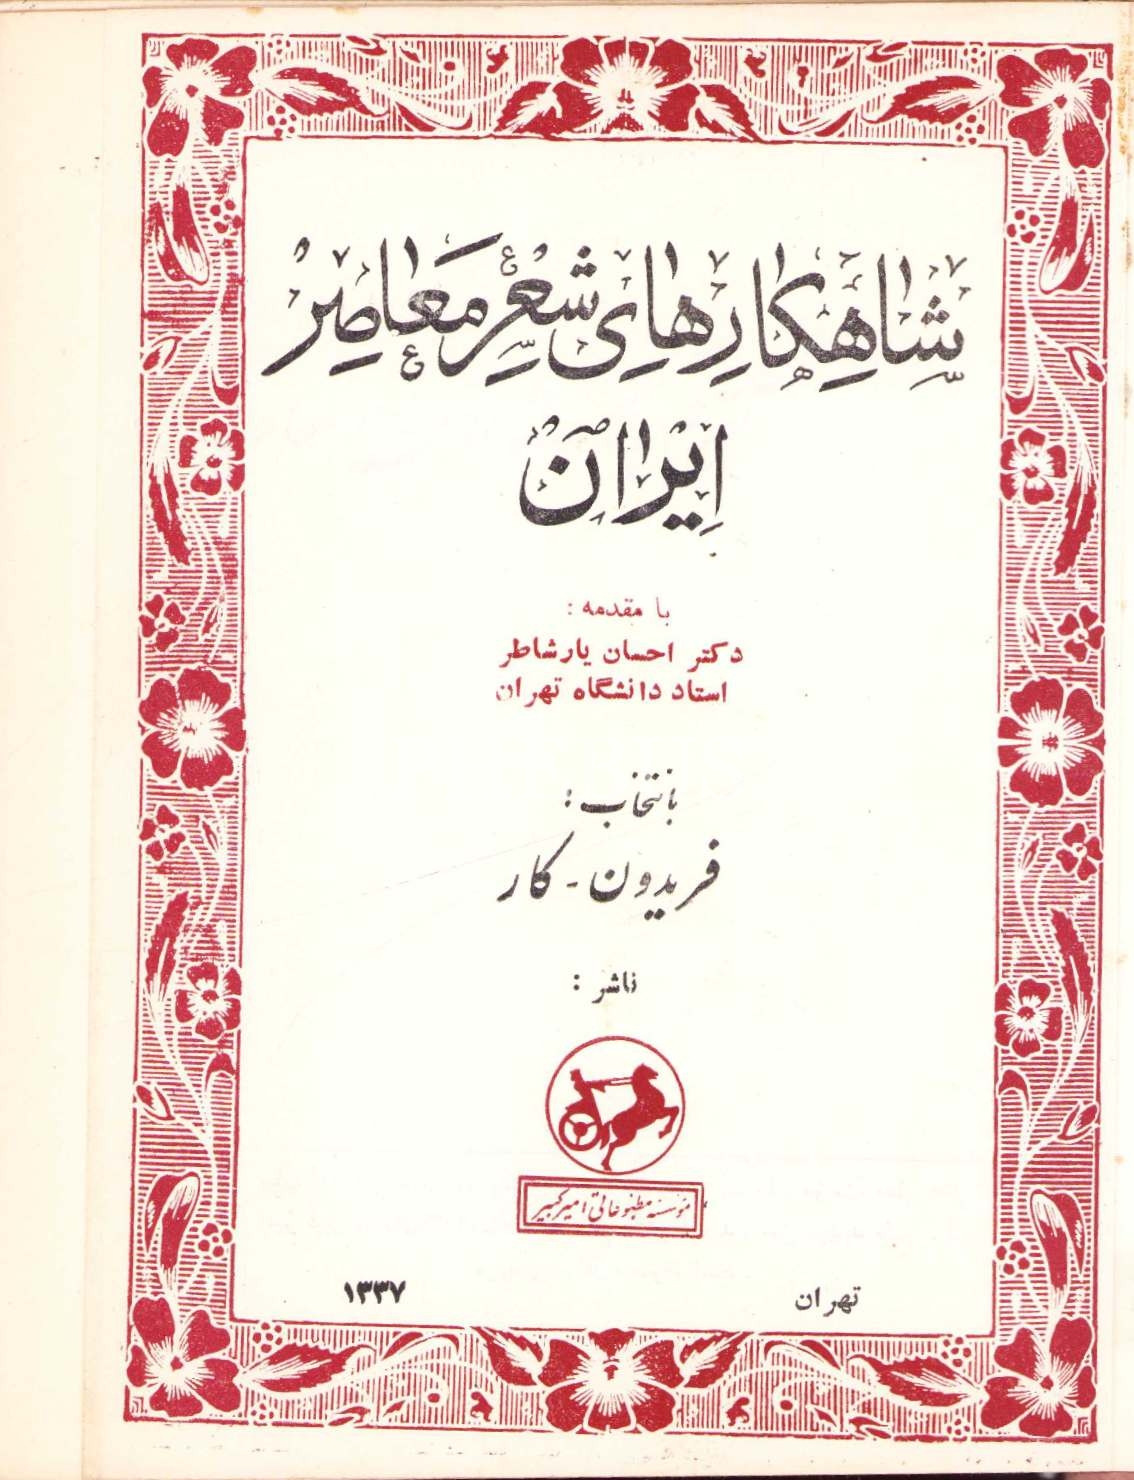 شاهکارهای شعر معاصر
ایران
با مقدمه :
دکتر احسان یارشاطر
استاد دانشگاه تهران
بانتخاب :
فریدون - کار
ناشر :
مؤسسه مطبوعاتی امیرکبیر
تهران
۱۳۳۷